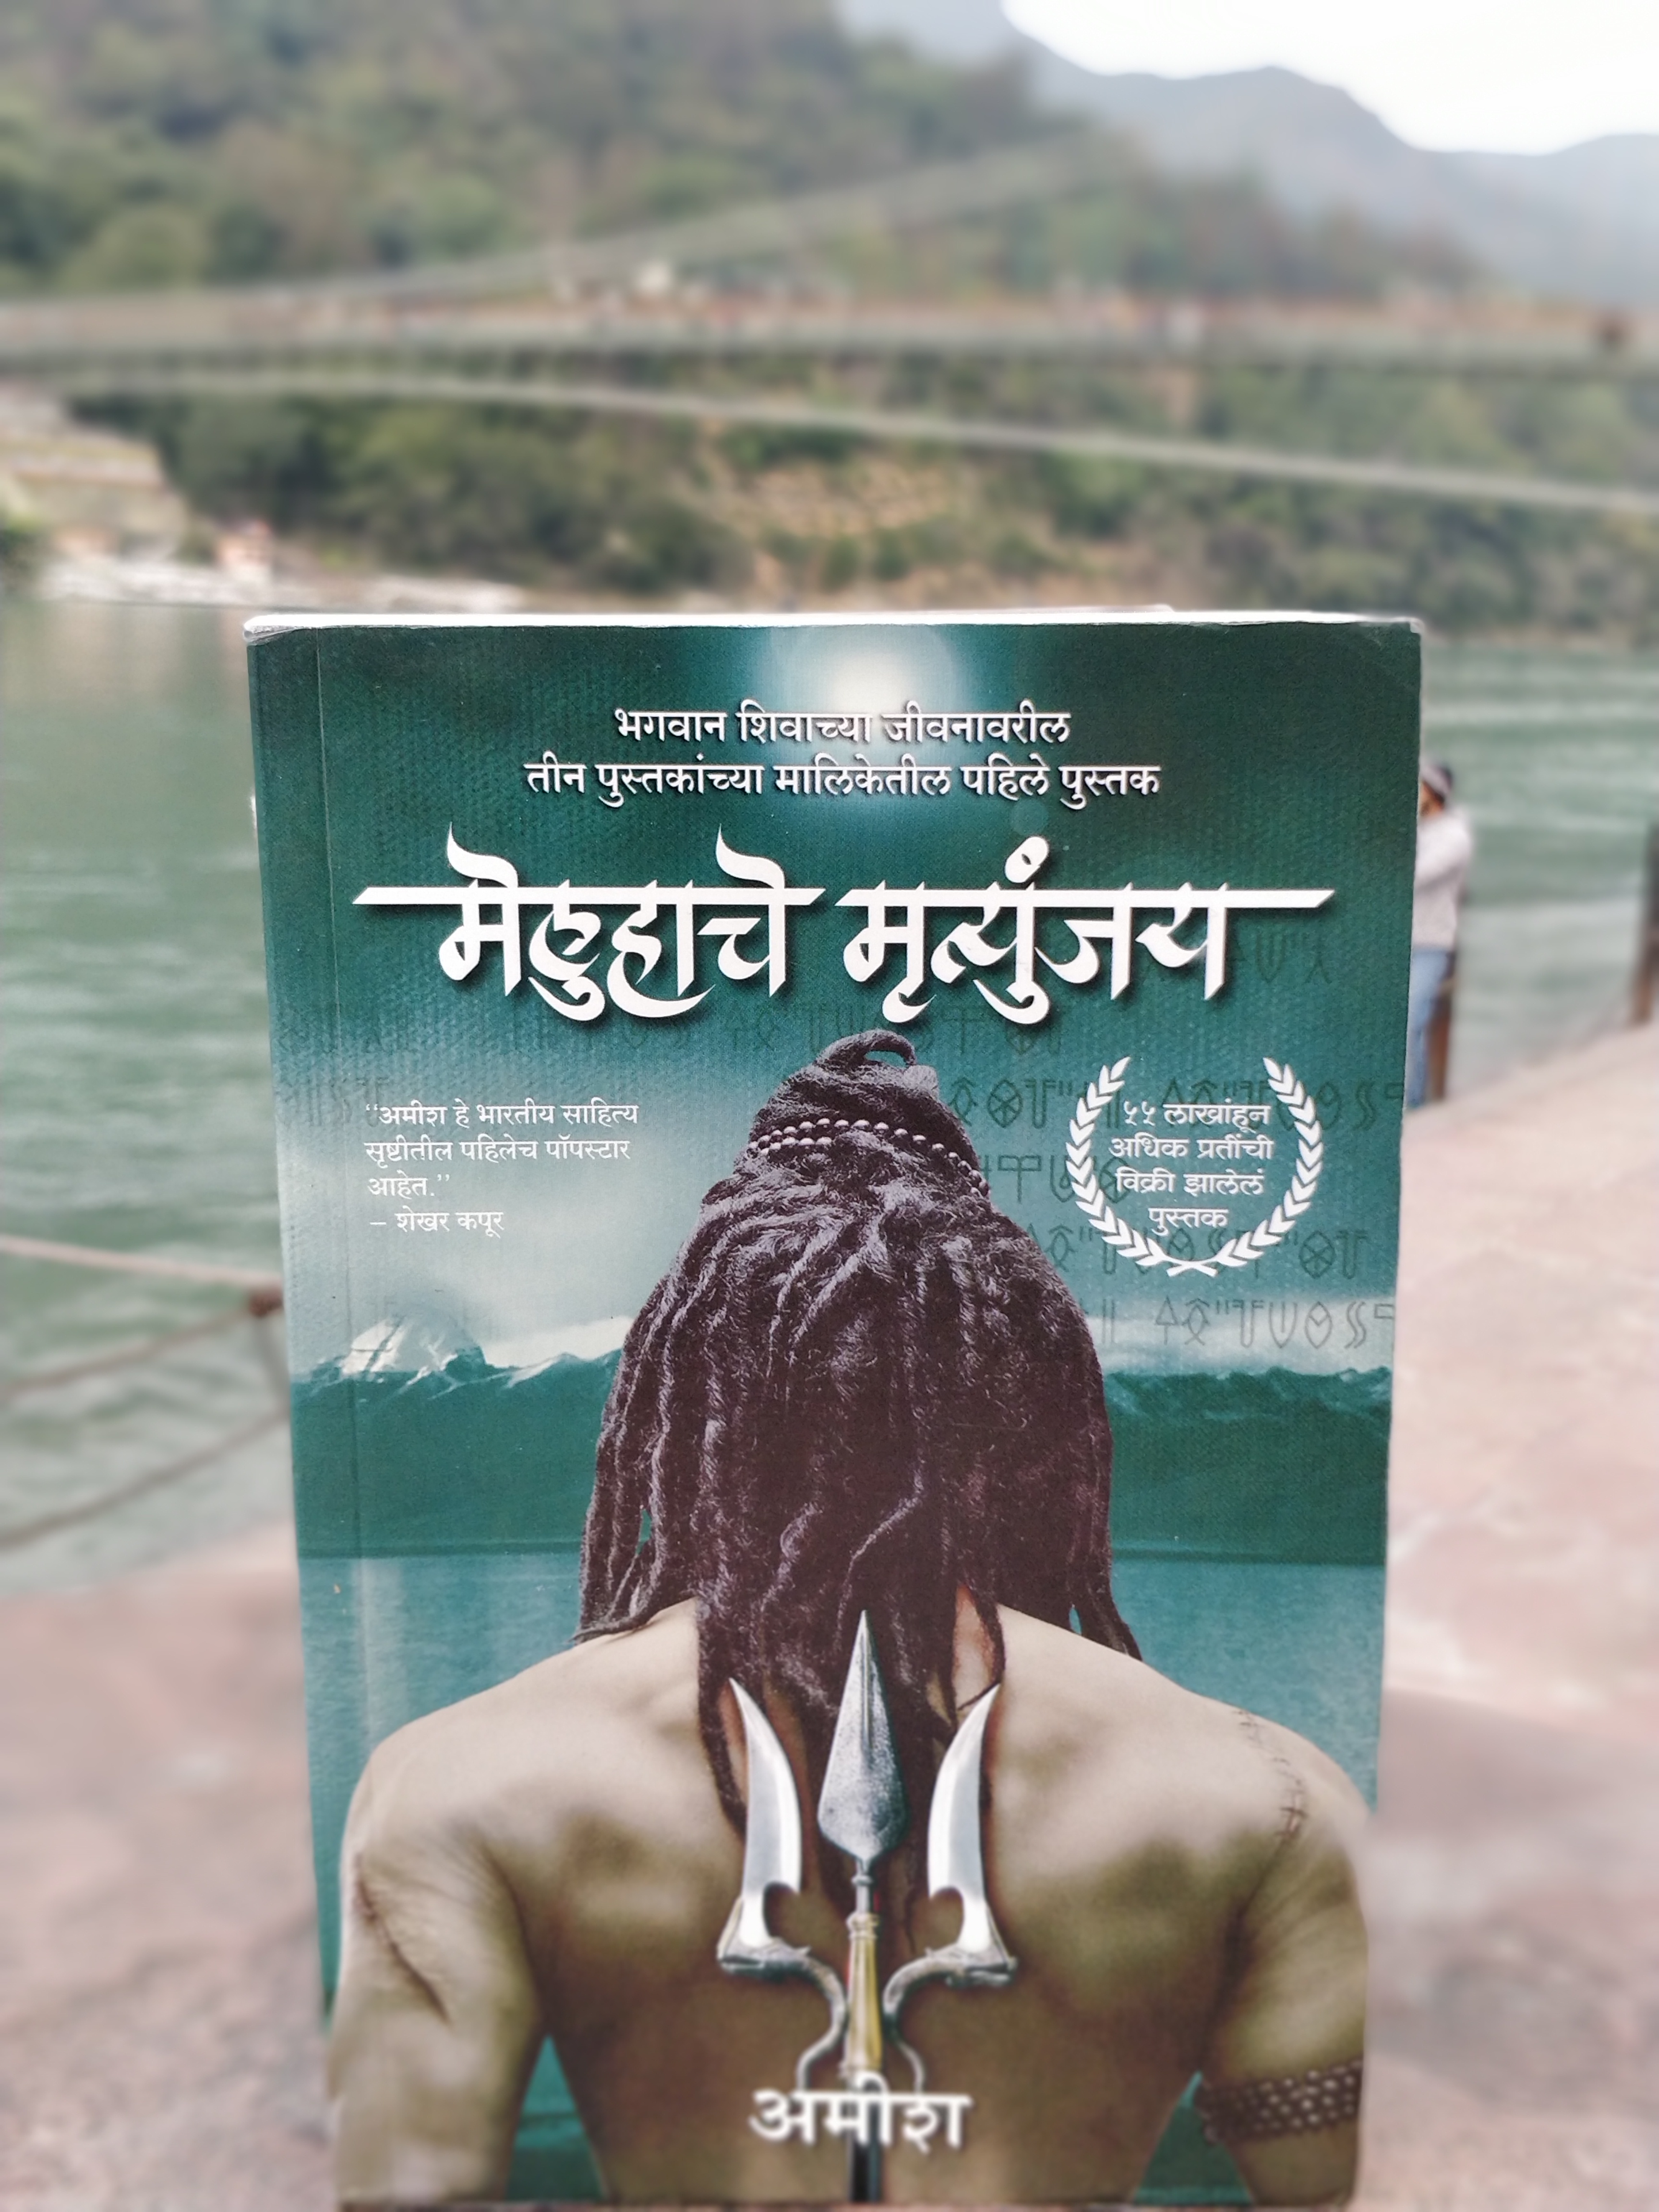 भगवान शिवाच्या जीवनावरील
तीन पुस्तकांच्या मालिकेतील पहिले पुस्तक
मेलुहाचे मृत्युंजय
“अमीश हे भारतीय साहित्य
सृष्टीतील पहिलेच पॉपस्टार
आहेत.”
– शेखर कपूर
५५ लाखांहून
अधिक प्रतींची
विक्री झालेलं
पुस्तक
अमीश